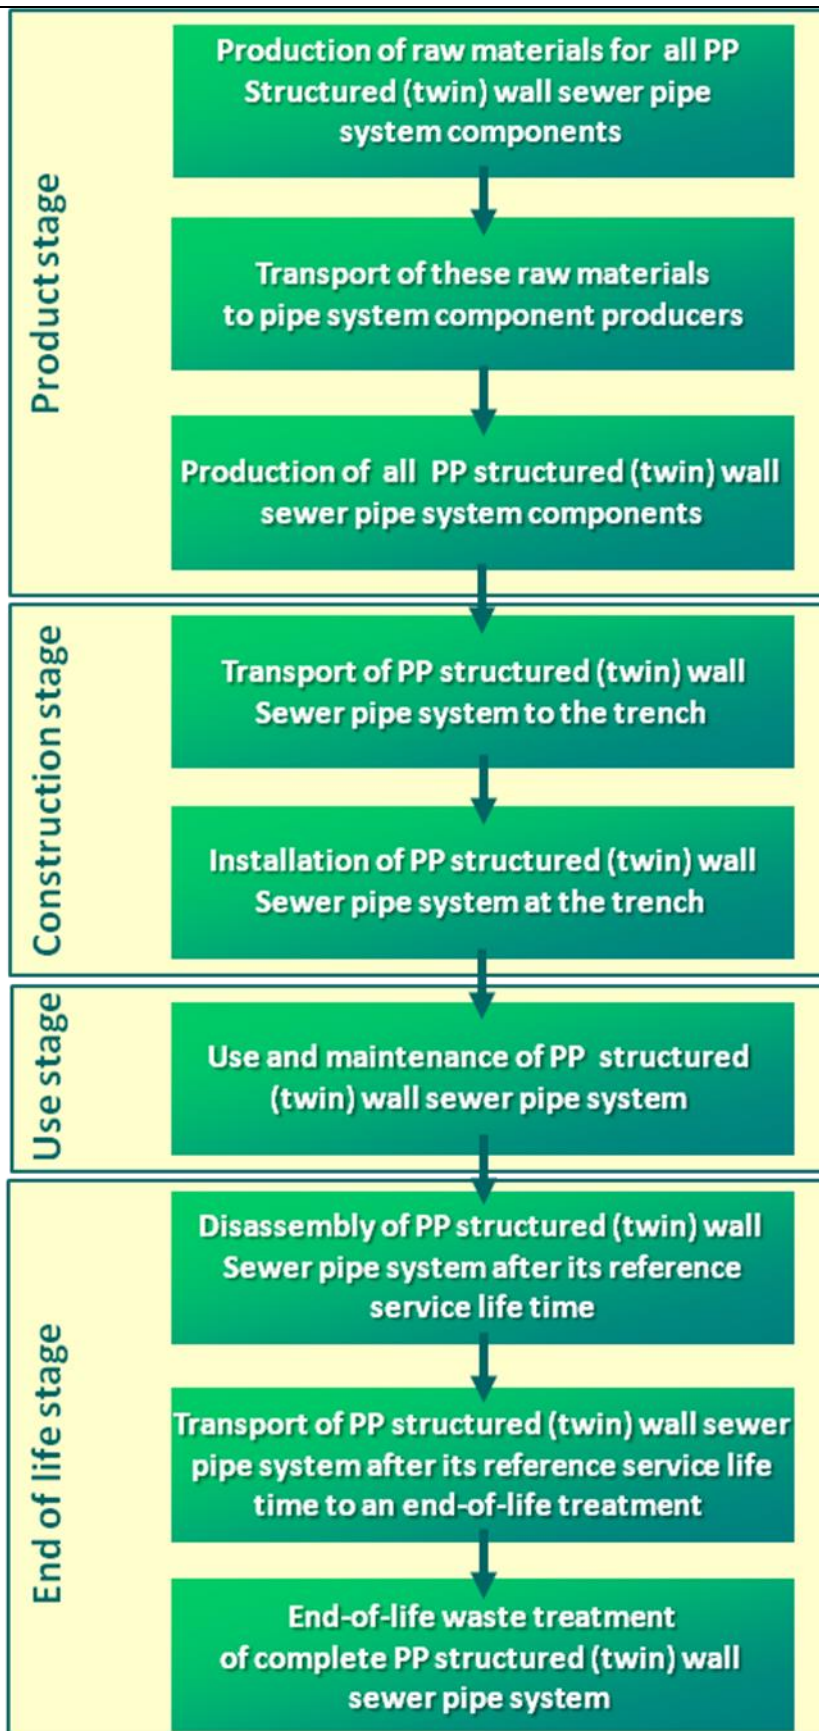 Product stage
Production of raw materials for all PP
Structured (twin) wall sewer pipe
system components
Transport of these raw materials
to pipe system component producers
Production of all PP structured (twin) wall
sewer pipe system components
Construction stage
Transport of PP structured (twin) wall
Sewer pipe system to the trench
Installation of PP structured (twin) wall
Sewer pipe system at the trench
Use stage
Use and maintenance of PP structured
(twin) wall sewer pipe system
End of life stage
Disassembly of PP structured (twin) wall
Sewer pipe system after its reference
service life time
Transport of PP structured (twin) wall sewer
pipe system after its reference service life
time to an end-of-life treatment
End-of-life waste treatment
of complete PP structured (twin) wall
sewer pipe system